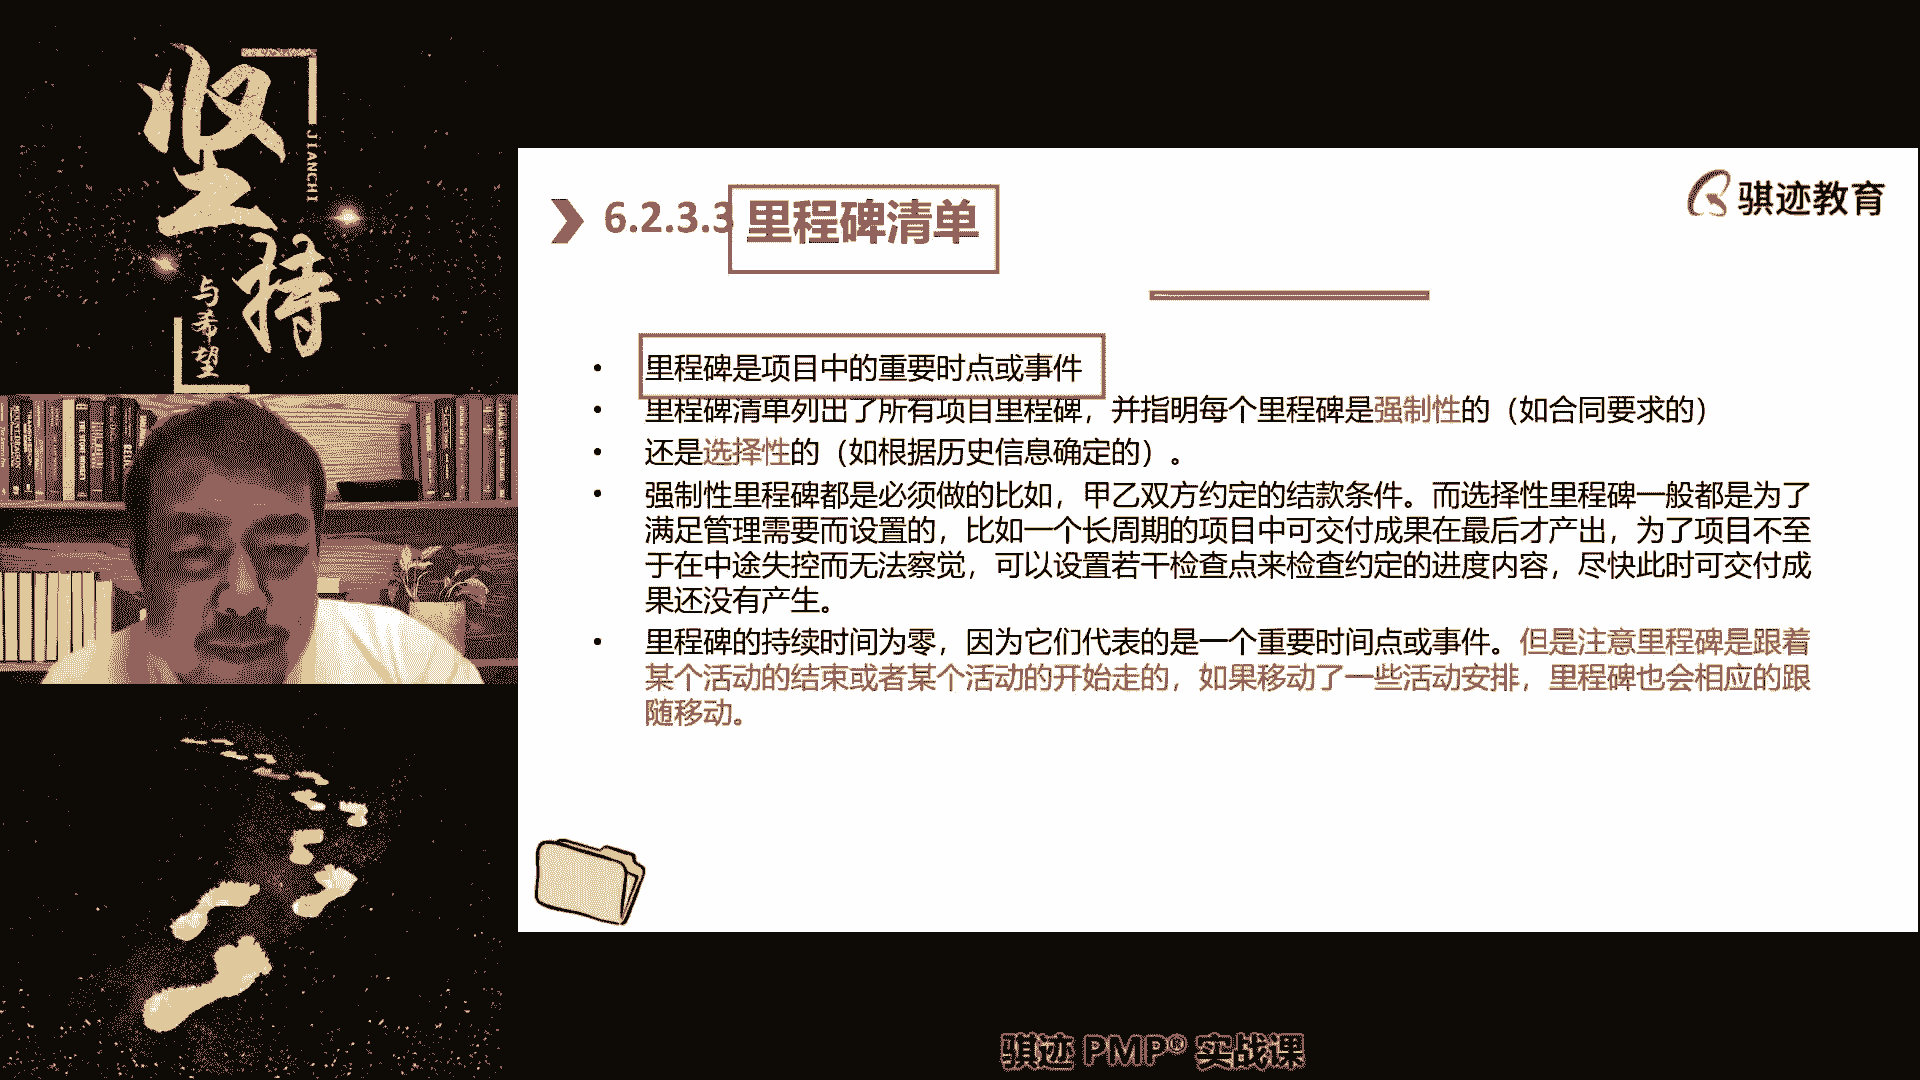 坚持
JIANCHI
与希望
骐迹教育
6.2.3.3 里程碑清单
• 里程碑是项目中的重要时点或事件
• 里程碑清单列出了所有项目里程碑，并指明每个里程碑是强制性的（如合同要求的）
• 还是选择性的（如根据历史信息确定的）。
• 强制性里程碑都是必须做的比如，甲乙双方约定的结款条件。而选择性里程碑一般都是为了
满足管理需要而设置的，比如一个长周期的项目中可交付成果在最后才产出，为了项目不至
于在中途失控而无法察觉，可以设置若干检查点来检查约定的进度内容，尽快此时可交付成
果还没有产生。
• 里程碑的持续时间为零，因为它们代表的是一个重要时间点或事件。但是注意里程碑是跟着
某个活动的结束或者某个活动的开始走的，如果移动了一些活动安排，里程碑也会相应的跟
随移动。
骐迹 PMP® 实战课